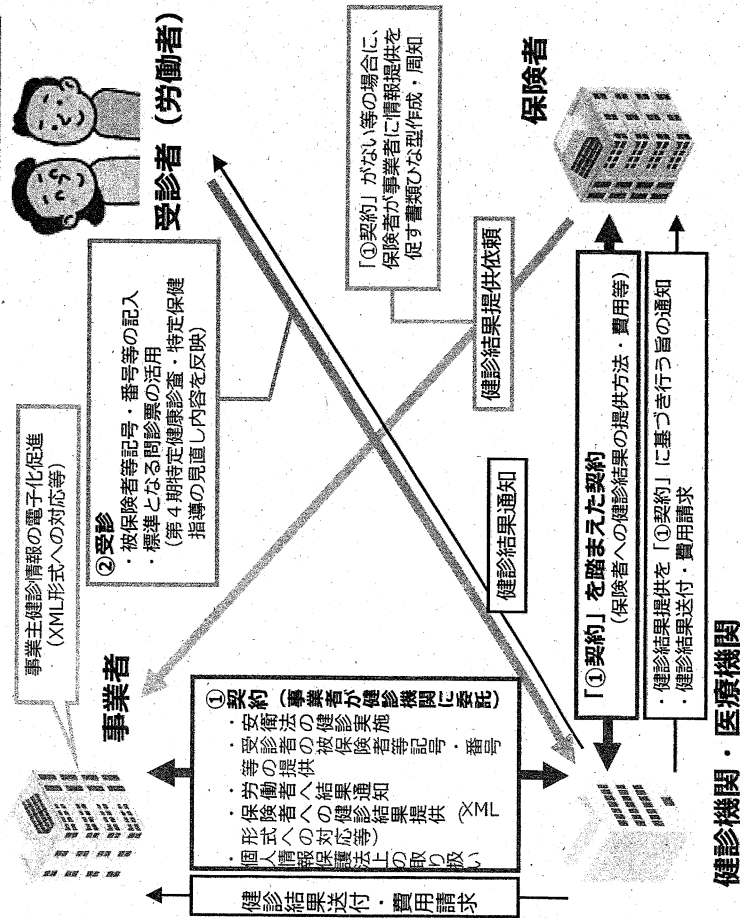 事業主健診情報の電子化促進
（XML形式への対応等）
事業者
②受診
・被保険者等記号・番号等の記入
・標準となる問診票の活用
（第４期特定健康診査・特定保健
指導の見直し内容を反映）
受診者（労働者）
「①契約」がない等の場合に、
保険者が事業者に情報提供を
促す書類ひな型作成・周知
健診結果提供依頼
保険者
健診結果通知
①契約（事業者が健診機関に委託）
・安衛法の健診実施
・受診者の被保険者等記号・番号
等の提供
・労働者へ結果通知
・保険者への健診結果提供（XML
形式への対応等）
・個人情報保護法上の取り扱い
健診結果送付・費用請求
「①契約」を踏まえた契約
（保険者への健診結果の提供方法・費用等）
・健診結果提供を「①契約」に基づき行う旨の通知
・健診結果送付・費用請求
健診機関・医療機関